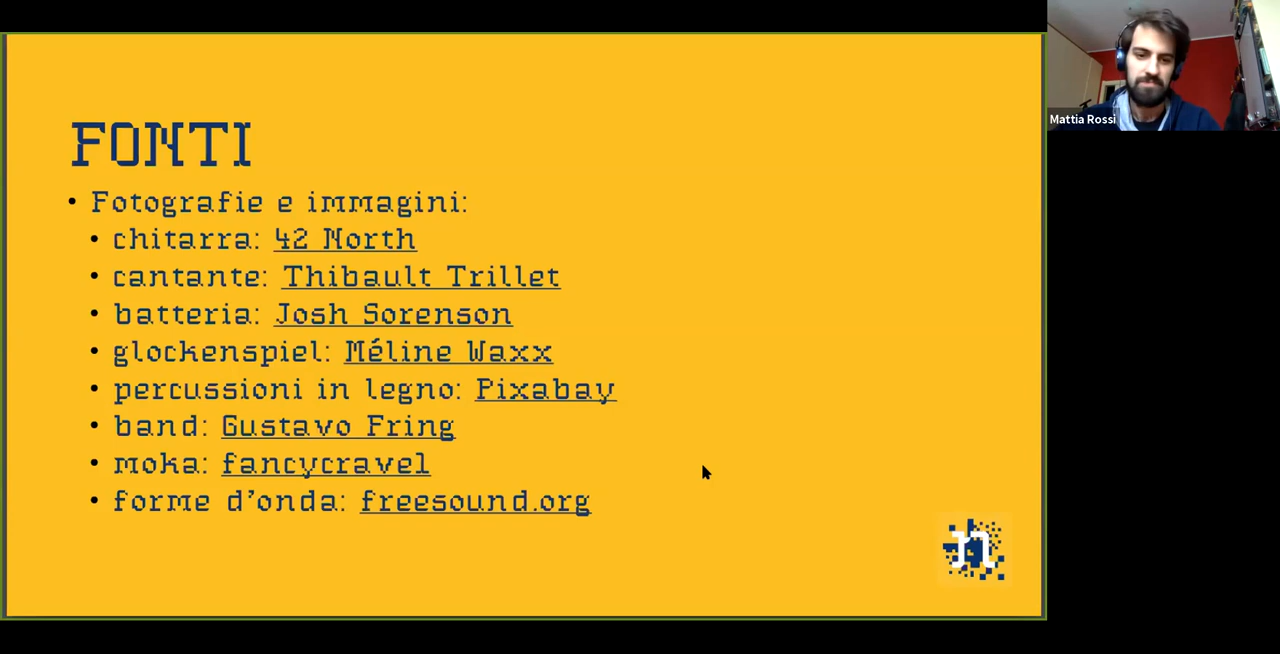 FONTI
• Fotografie e immagini:
• chitarra: 42 North
• cantante: Thibault Trillet
• batteria: Josh Sorenson
• glockenspiel: Méline Waxx
• percussioni in legno: Pixabay
• band: Gustavo Fring
• moka: fancycravel
• forme d’onda: freesound.org
n
Mattia Rossi